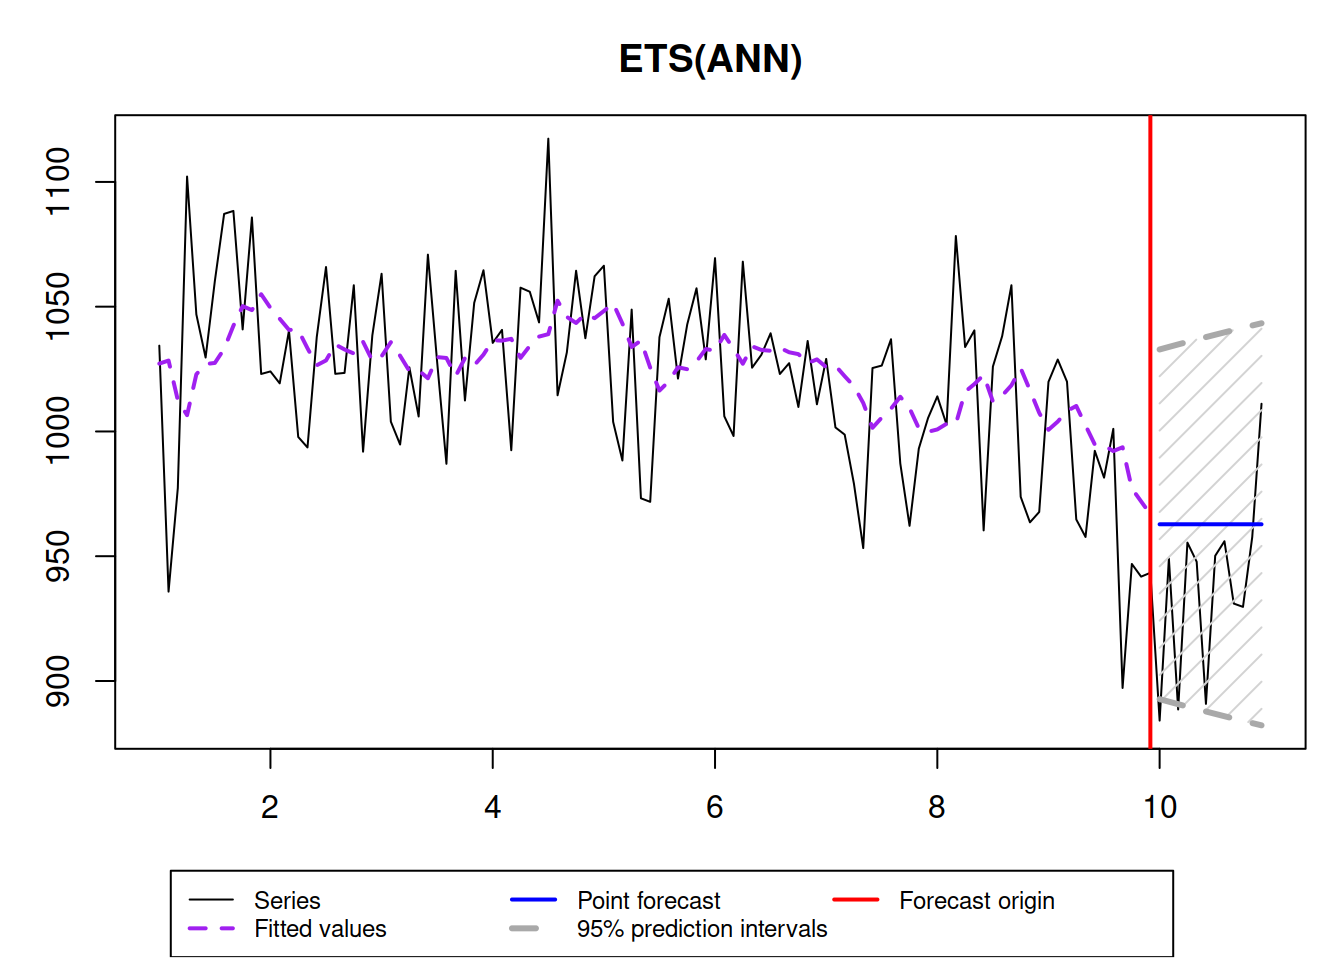 ETS(ANN)
1100
1050
1000
950
900
2 4 6 8 10
Series Point forecast Forecast origin
Fitted values 95% prediction intervals